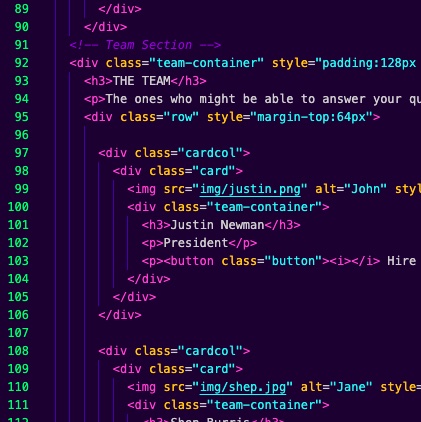 89 </div>
90 </div>
91 <!-- Team Section -->
92 <div class="team-container" style="padding:128px
93 <h3>THE TEAM</h3>
94 <p>The ones who might be able to answer your qu
95 <div class="row" style="margin-top:64px">
96
97 <div class="cardcol">
98 <div class="card">
99 <img src="img/justin.png" alt="John" styl
100 <div class="team-container">
101 <h3>Justin Newman</h3>
102 <p>President</p>
103 <p><button class="button"><i></i> Hire
104 </div>
105 </div>
106 </div>
107
108 <div class="cardcol">
109 <div class="card">
110 <img src="img/shep.jpg" alt="Jane" style=
111 <div class="team-container">
112 <h3>Shep Burris</h3>